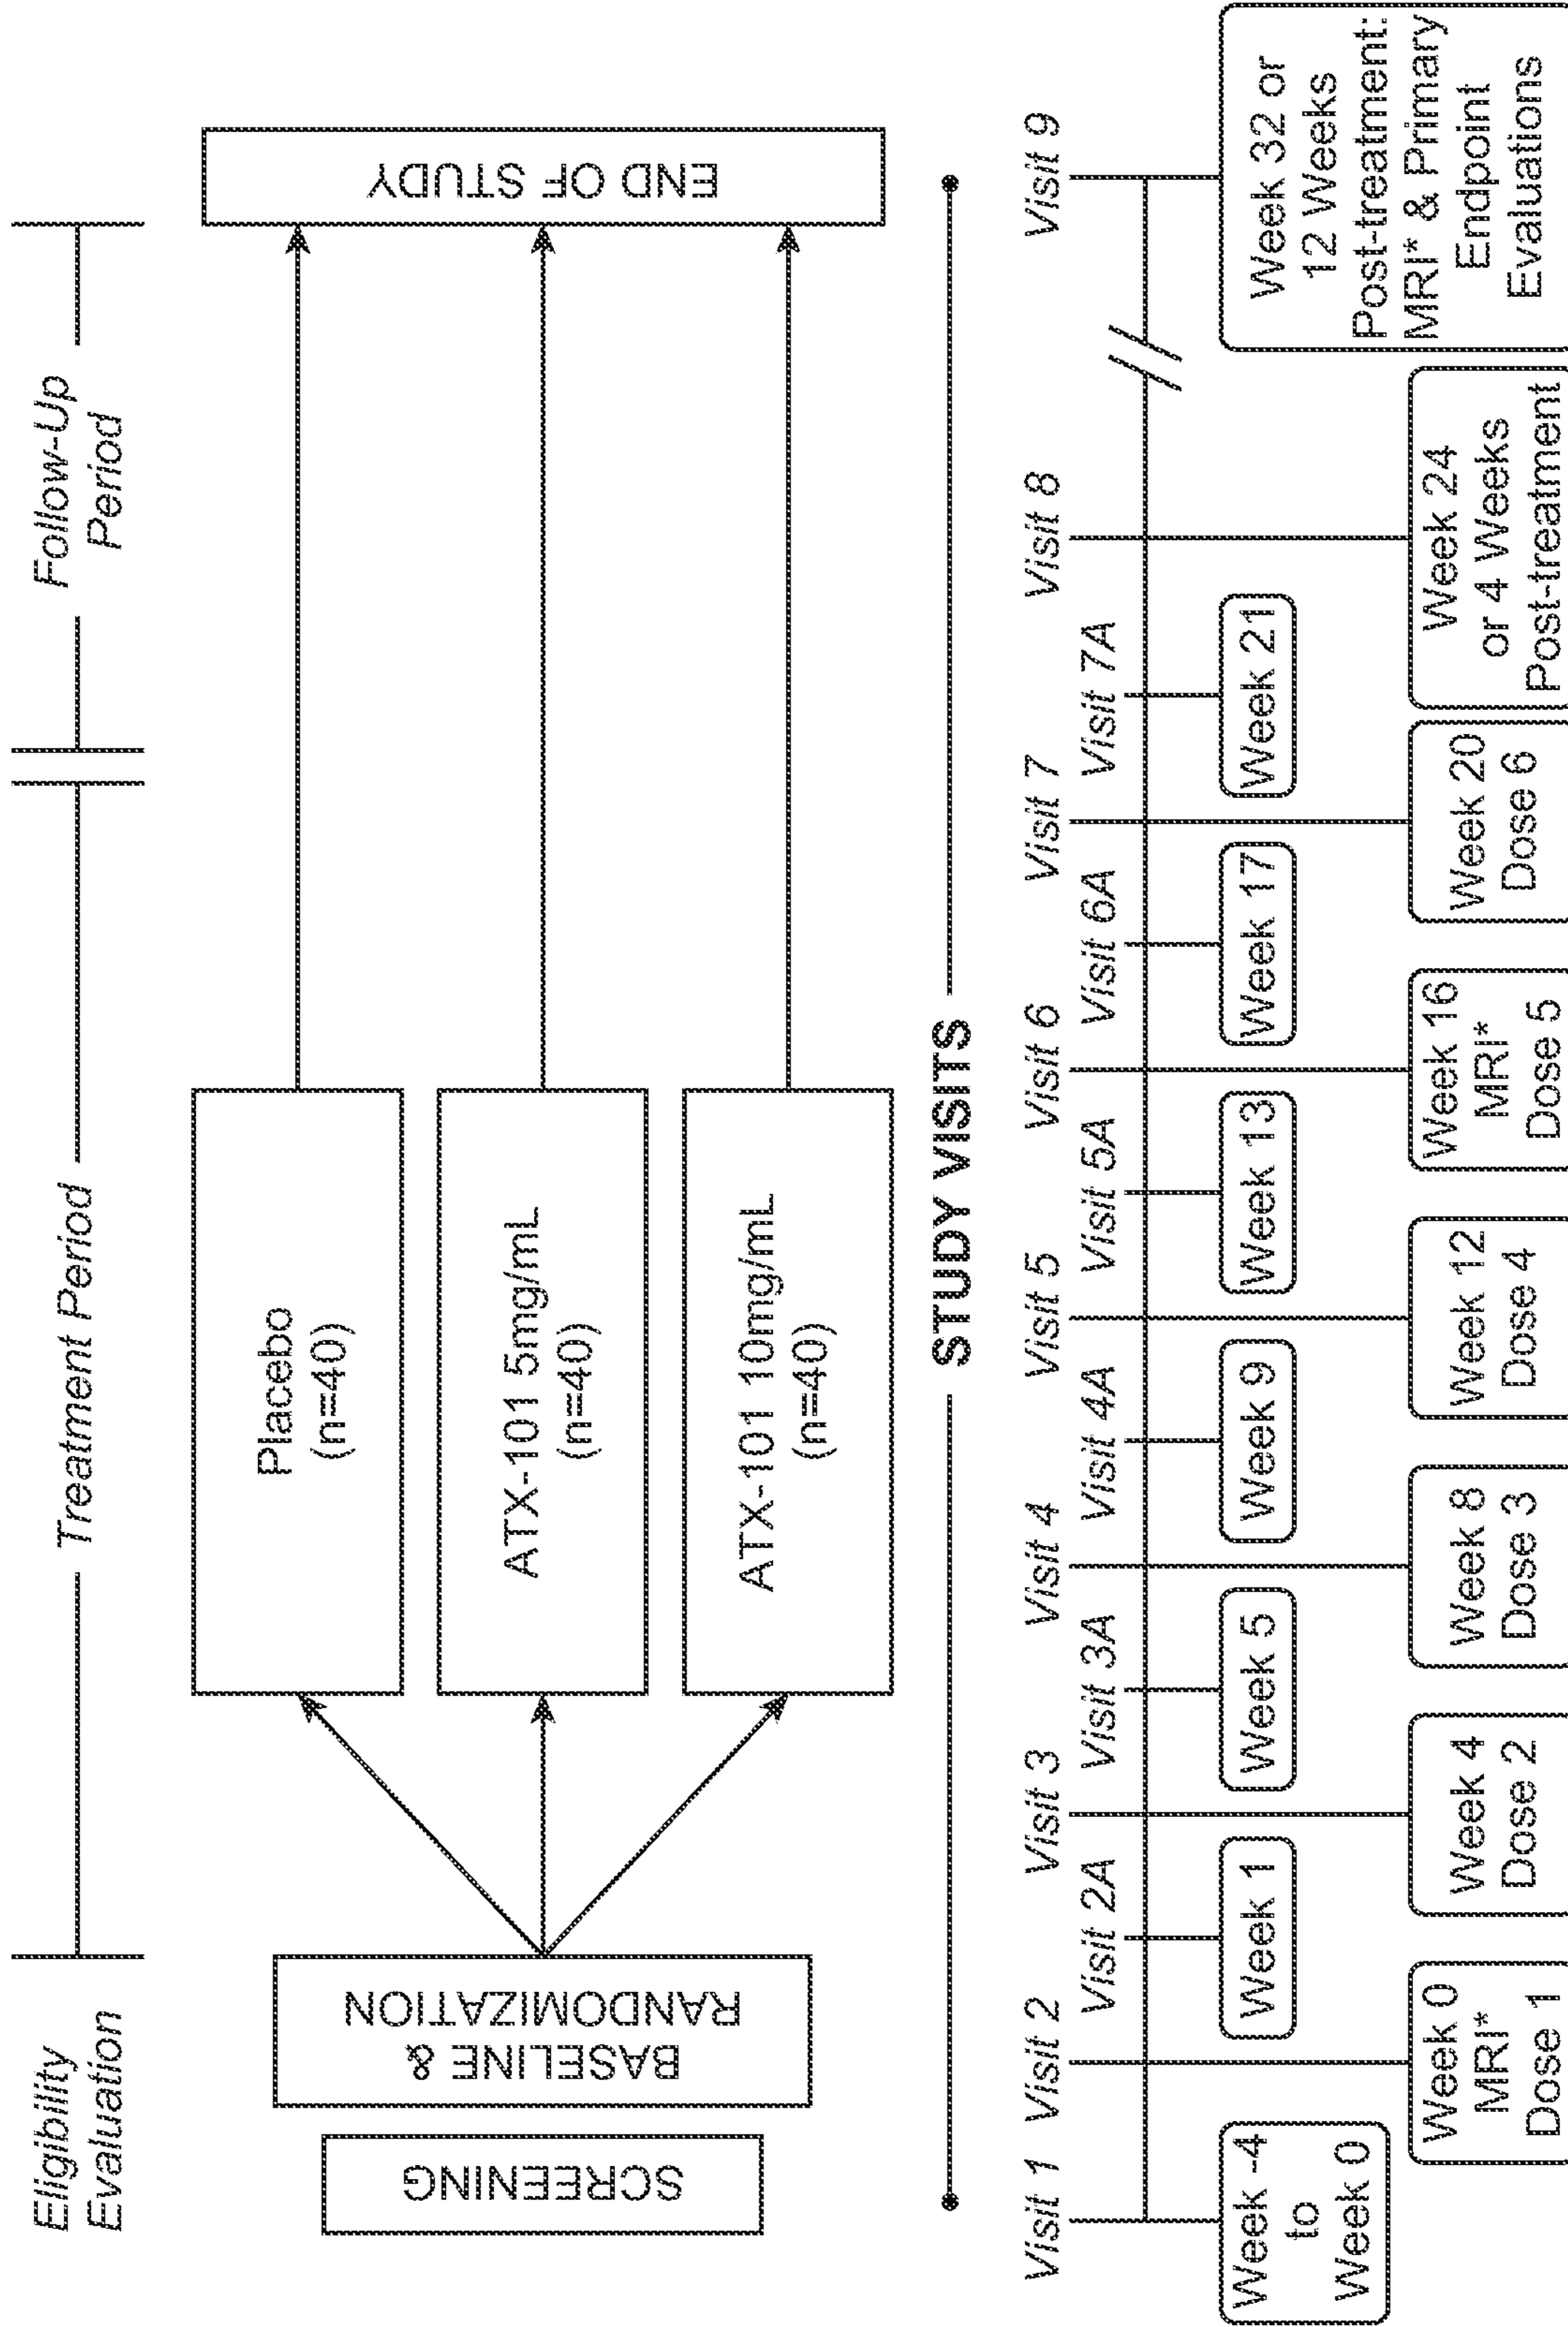 Eligibility
Evaluation
Treatment Period
Follow-Up
Period
SCREENING
BASELINE &
RANDOMIZATION
Placebo
(n=40)
ATX-101 5mg/mL
(n=40)
ATX-101 10mg/mL
(n=40)
END OF STUDY
STUDY VISITS
Visit 1
Visit 2
Visit 3
Visit 4
Visit 5
Visit 6
Visit 7
Visit 8
Visit 9
Visit 2A
Visit 3A
Visit 4A
Visit 5A
Visit 6A
Visit 7A
Week -4
to
Week 0
Week 1
Week 5
Week 9
Week 13
Week 17
Week 21
Week 32 or
12 Weeks
Post-treatment:
MRI* & Primary
Endpoint
Evaluations
Week 0
MRI*
Dose 1
Week 4
Dose 2
Week 8
Dose 3
Week 12
Dose 4
Week 16
MRI*
Dose 5
Week 20
Dose 6
Week 24
or 4 Weeks
Post-treatment